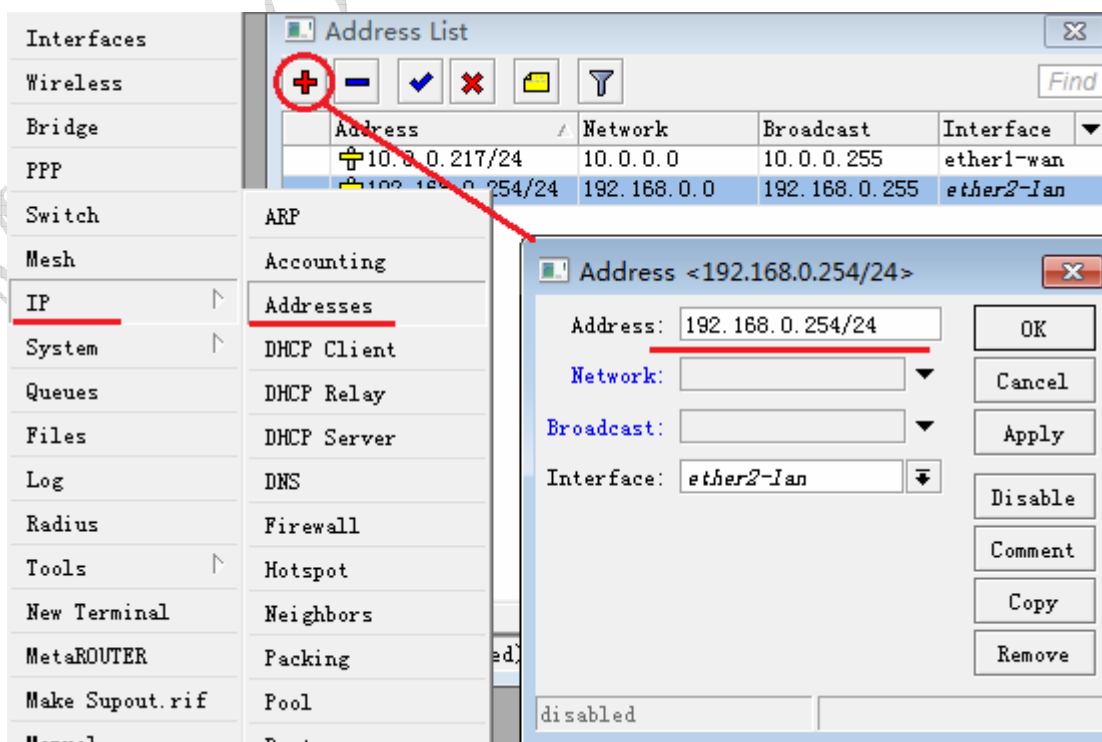 Interfaces
Wireless
Bridge
PPP
Switch
Mesh
IP
System
Queues
Files
Log
Radius
Tools
New Terminal
MetaROUTER
Make Supout.rif
ARP
Accounting
Addresses
DHCP Client
DHCP Relay
DHCP Server
DNS
Firewall
Hotspot
Neighbors
Packing
Pool
Address List
Find
Address Network Broadcast Interface
10.0.0.217/24 10.0.0.0 10.0.0.255 ether1-wan
192.168.0.254/24 192.168.0.0 192.168.0.255 ether2-lan
Address <192.168.0.254/24>
Address: 192.168.0.254/24
Network:
Broadcast:
Interface: ether2-lan
OK
Cancel
Apply
Disable
Comment
Copy
Remove
ed)
disabled